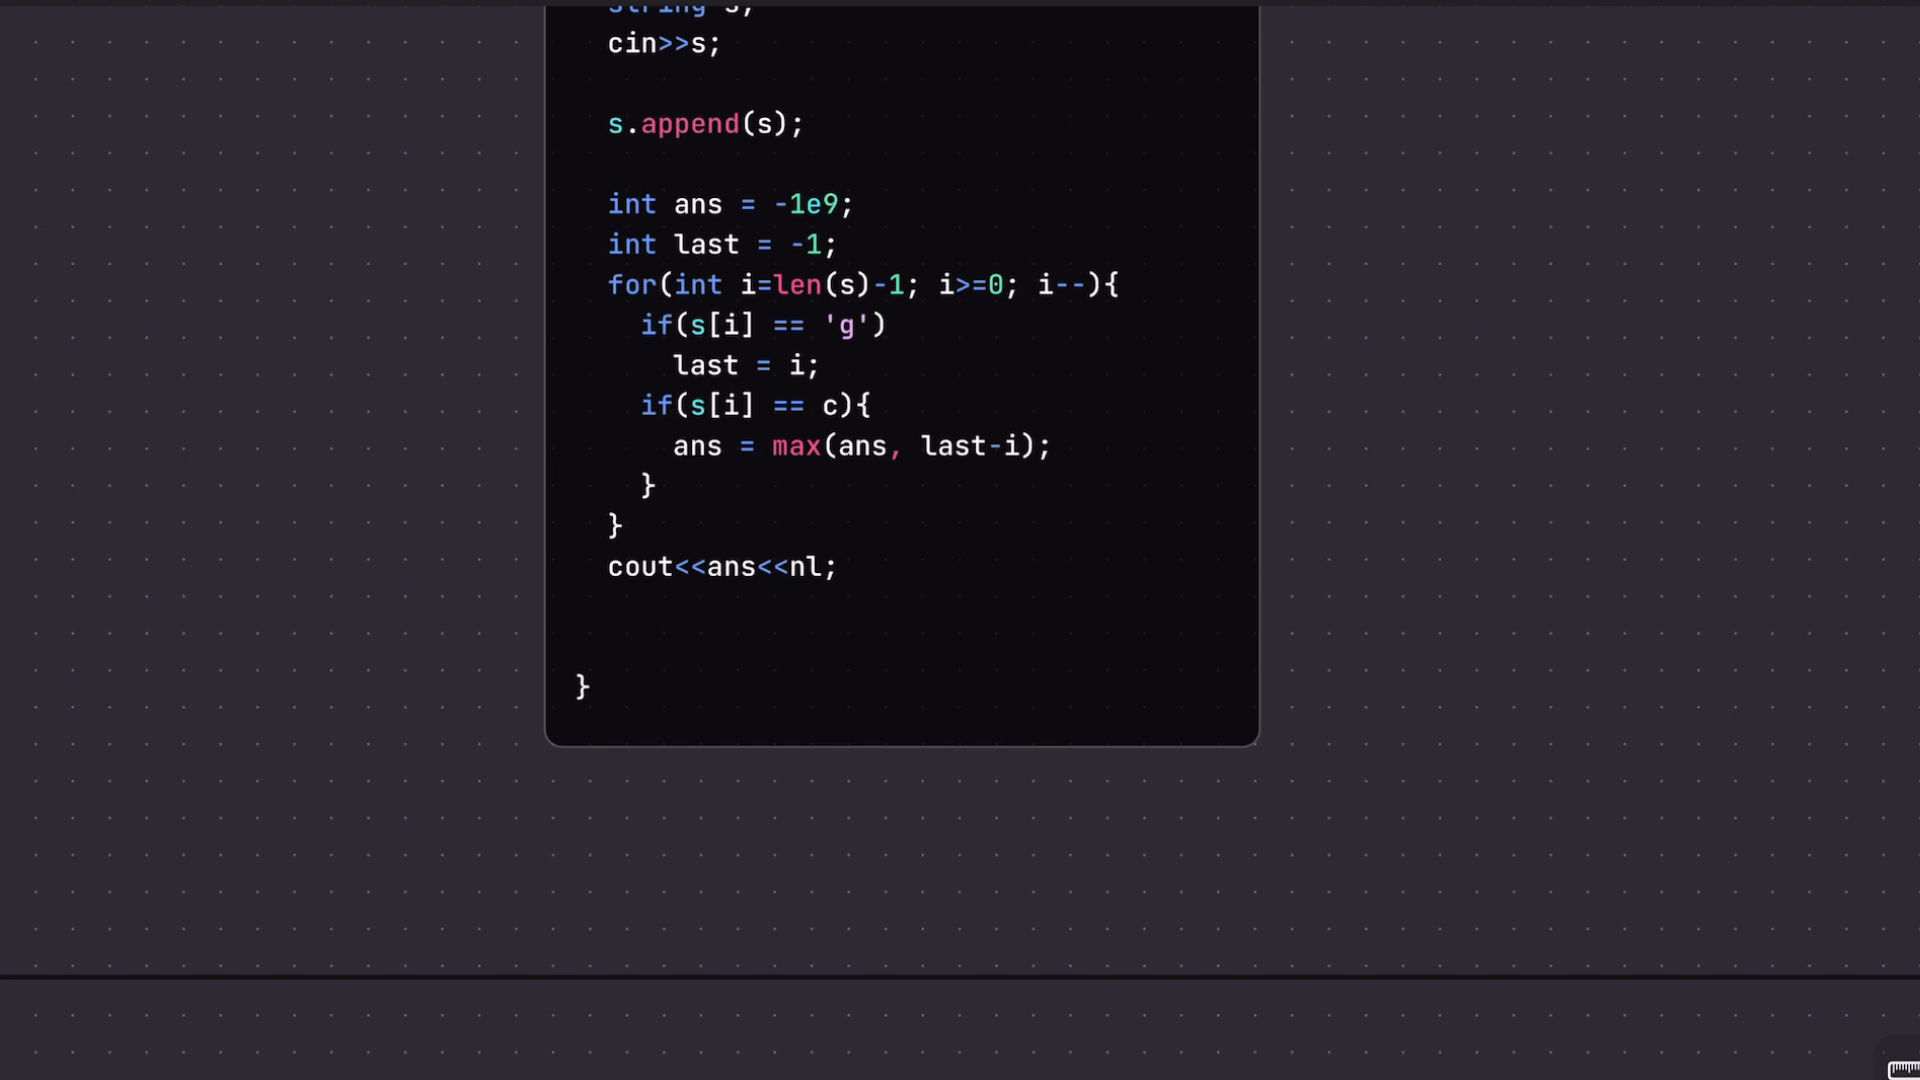 string s;
cin>>s;
s.append(s);
int ans = -1e9;
int last = -1;
for(int i=len(s)-1; i>=0; i--){
if(s[i] == 'g')
last = i;
if(s[i] == c){
ans = max(ans, last-i);
}
}
cout<<ans<<nl;
}